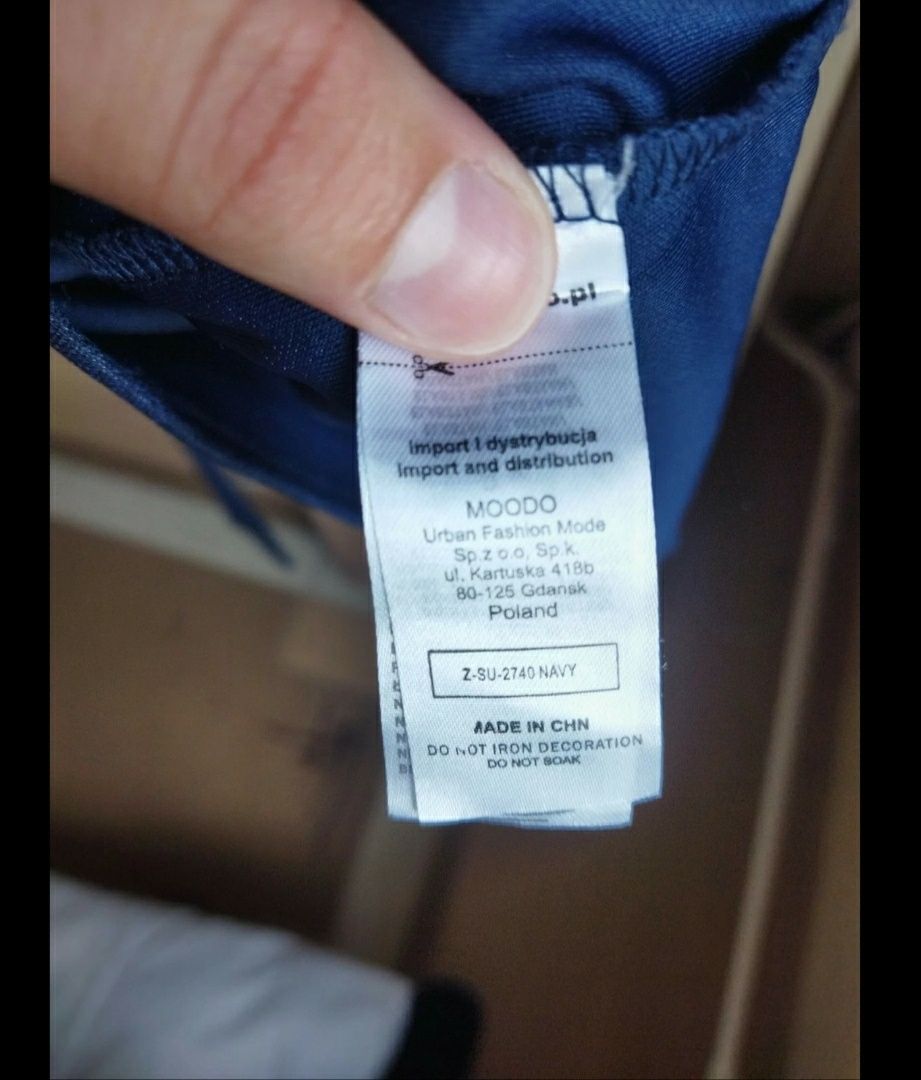 o.pl
import i dystrybucja
import and distribution
MOODO
Urban Fashion Mode
Sp.z o.o, Sp.k.
ul. Kartuska 418b
80-125 Gdansk
Poland
Z-SU-2740 NAVY
MADE IN CHN
DO NOT IRON DECORATION
DO NOT SOAK